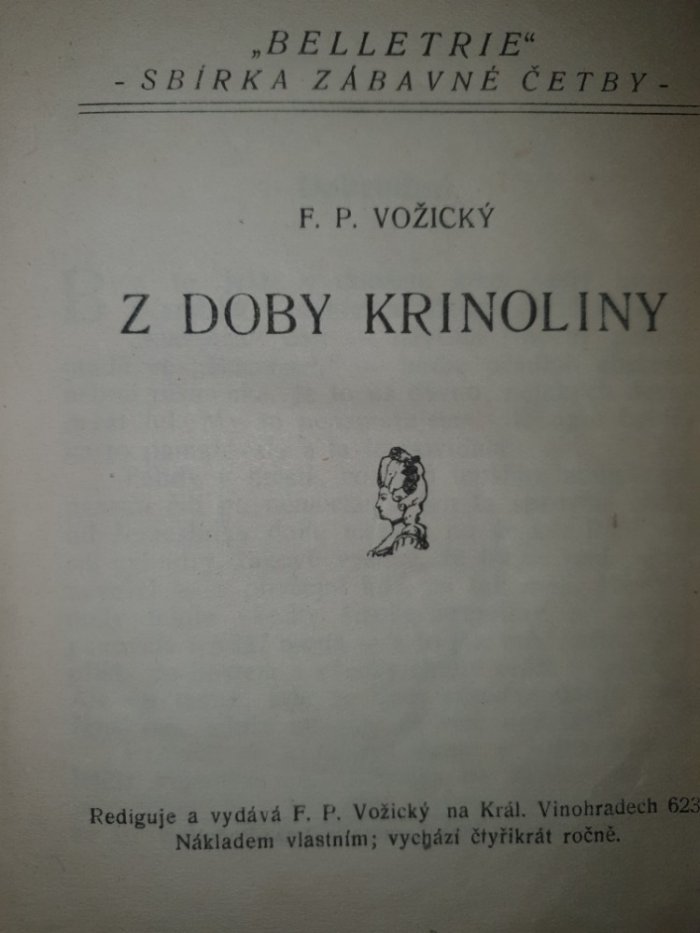 „BELLETRIE“
- SBÍRKA ZÁBAVNÉ ČETBY -
F. P. VOŽICKÝ
Z DOBY KRINOLINY
Rediguje a vydává F. P. Vožický na Král. Vinohradech 623
Nákladem vlastním; vychází čtyřikrát ročně.